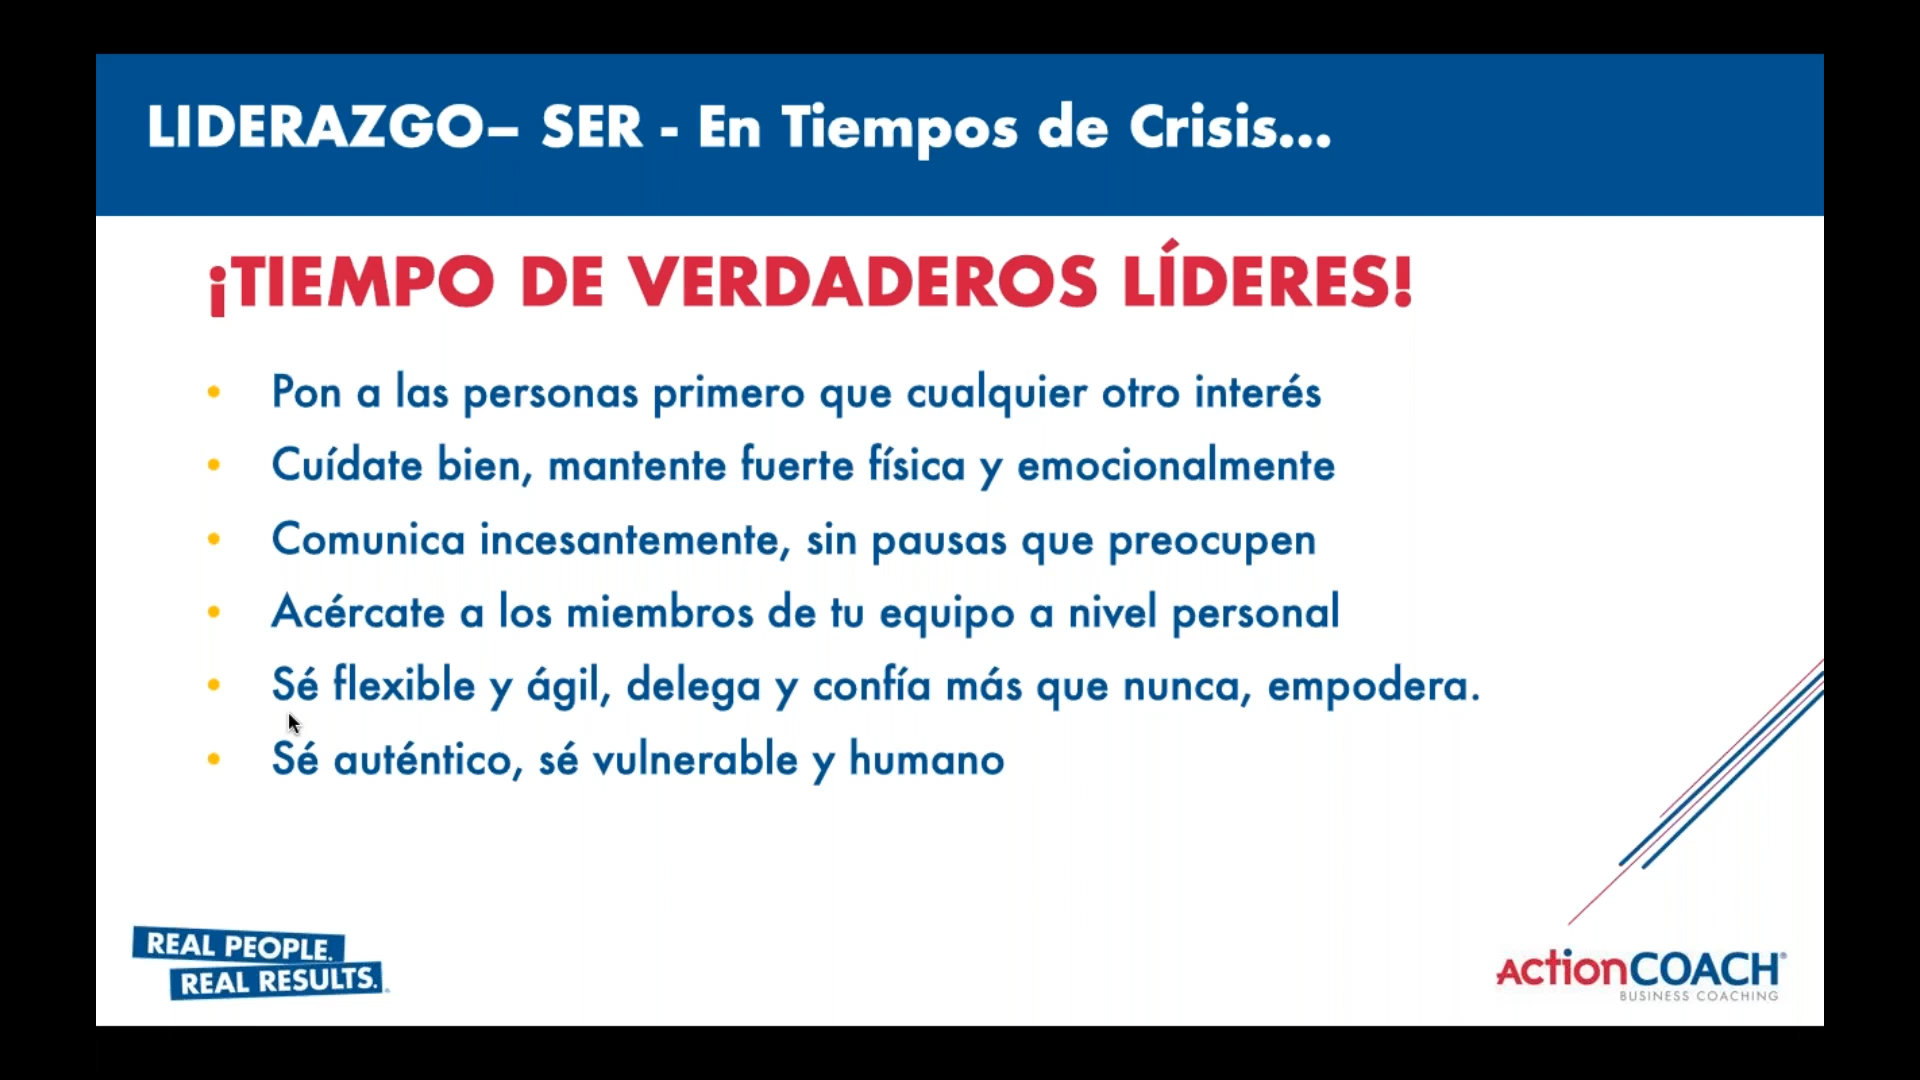 LIDERAZGO– SER - En Tiempos de Crisis...
¡TIEMPO DE VERDADEROS LÍDERES!
• Pon a las personas primero que cualquier otro interés
• Cuídate bien, mantente fuerte física y emocionalmente
• Comunica incesantemente, sin pausas que preocupen
• Acércate a los miembros de tu equipo a nivel personal
• Sé flexible y ágil, delega y confía más que nunca, empodera.
• Sé auténtico, sé vulnerable y humano
REAL PEOPLE.
REAL RESULTS.
ActionCOACH
BUSINESS COACHING